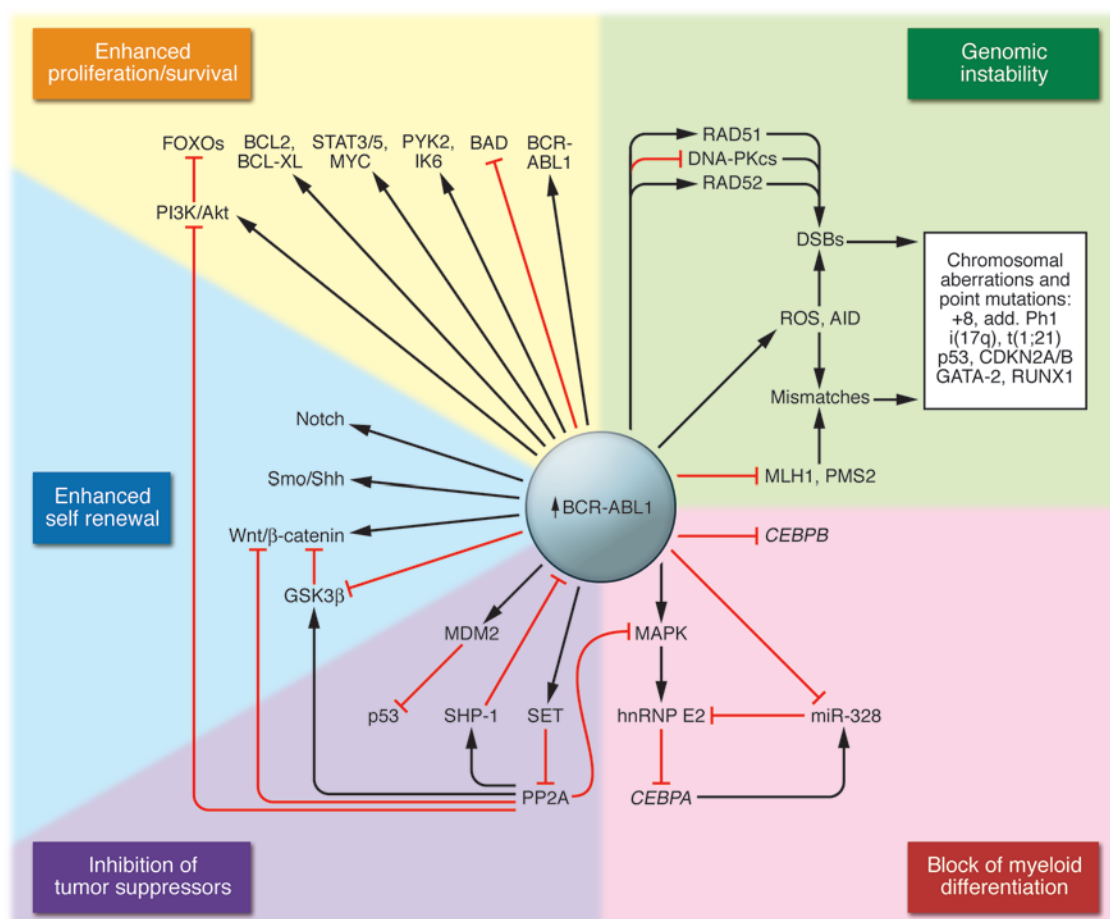 Enhanced
proliferation/survival
Genomic
instability
FOXOs
BCL2,
BCL-XL
STAT3/5,
MYC
PYK2,
IK6
BAD
BCR-
ABL1
PI3K/Akt
RAD51
DNA-PKcs
RAD52
DSBs
ROS, AID
Mismatches
MLH1, PMS2
Chromosomal
aberrations and
point mutations:
+8, add. Ph1
i(17q), t(1;21)
p53, CDKN2A/B
GATA-2, RUNX1
Notch
Smo/Shh
Wnt/β-catenin
GSK3β
Enhanced
self renewal
BCR-ABL1
CEBPB
MDM2
MAPK
p53
SHP-1
SET
hnRNP E2
miR-328
PP2A
CEBPA
Inhibition of
tumor suppressors
Block of myeloid
differentiation